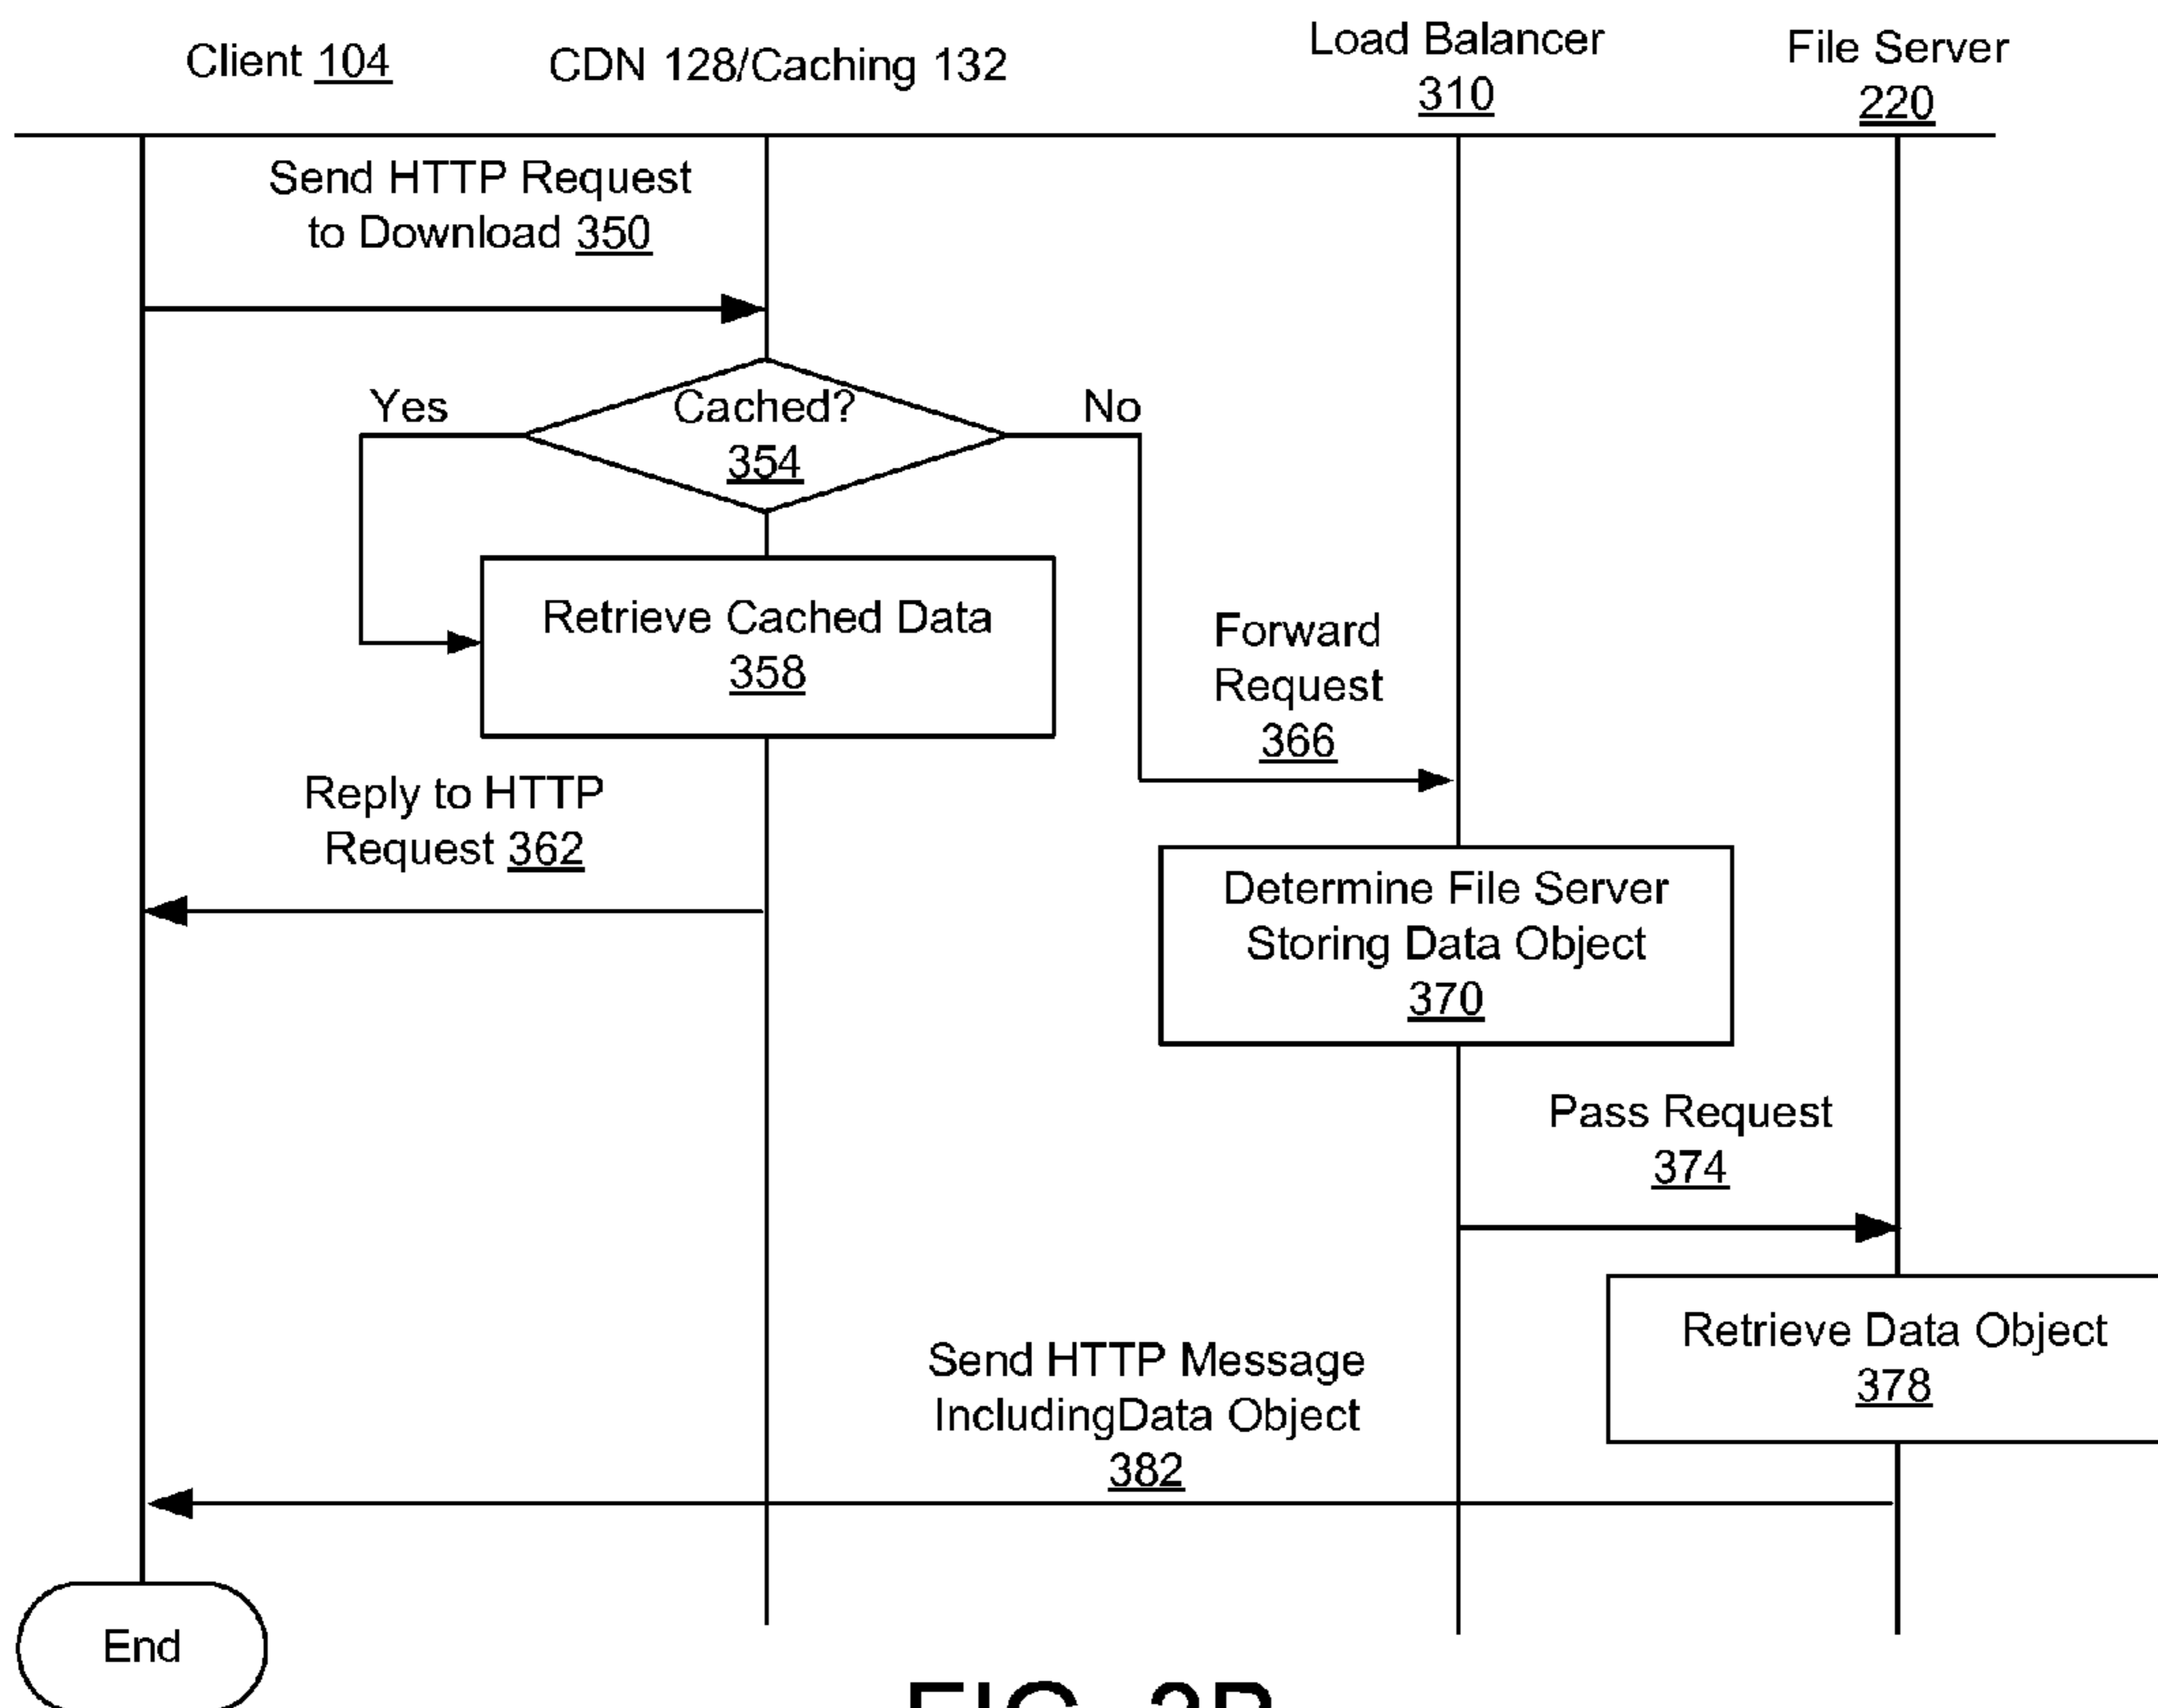 Client 104
CDN 128/Caching 132
Load Balancer
310
File Server
220
Send HTTP Request
to Download 350
Yes
Cached?
354
No
Retrieve Cached Data
358
Forward
Request
366
Reply to HTTP
Request 362
Determine File Server
Storing Data Object
370
Pass Request
374
Retrieve Data Object
378
Send HTTP Message
IncludingData Object
382
End